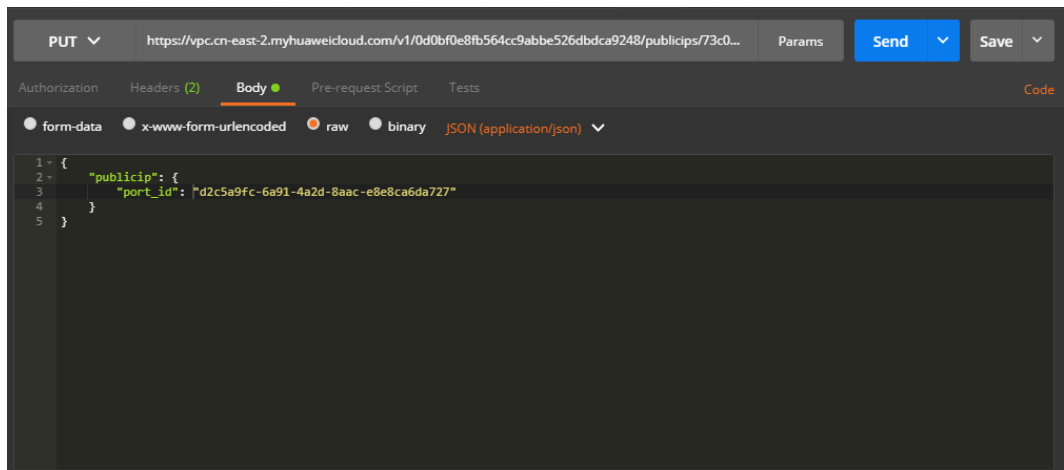 PUT https://vpc.cn-east-2.myhuaweicloud.com/v1/0d0bf0e8fb564cc9abbe526dbdca9248/publicips/73c0... Params Send Save
Authorization Headers (2) Body Pre-request Script Tests Code
form-data x-www-form-urlencoded raw binary JSON (application/json)
1 {
2 "publicip": {
3 "port_id": "d2c5a9fc-6a91-4a2d-8aac-e8e8ca6da727"
4 }
5 }